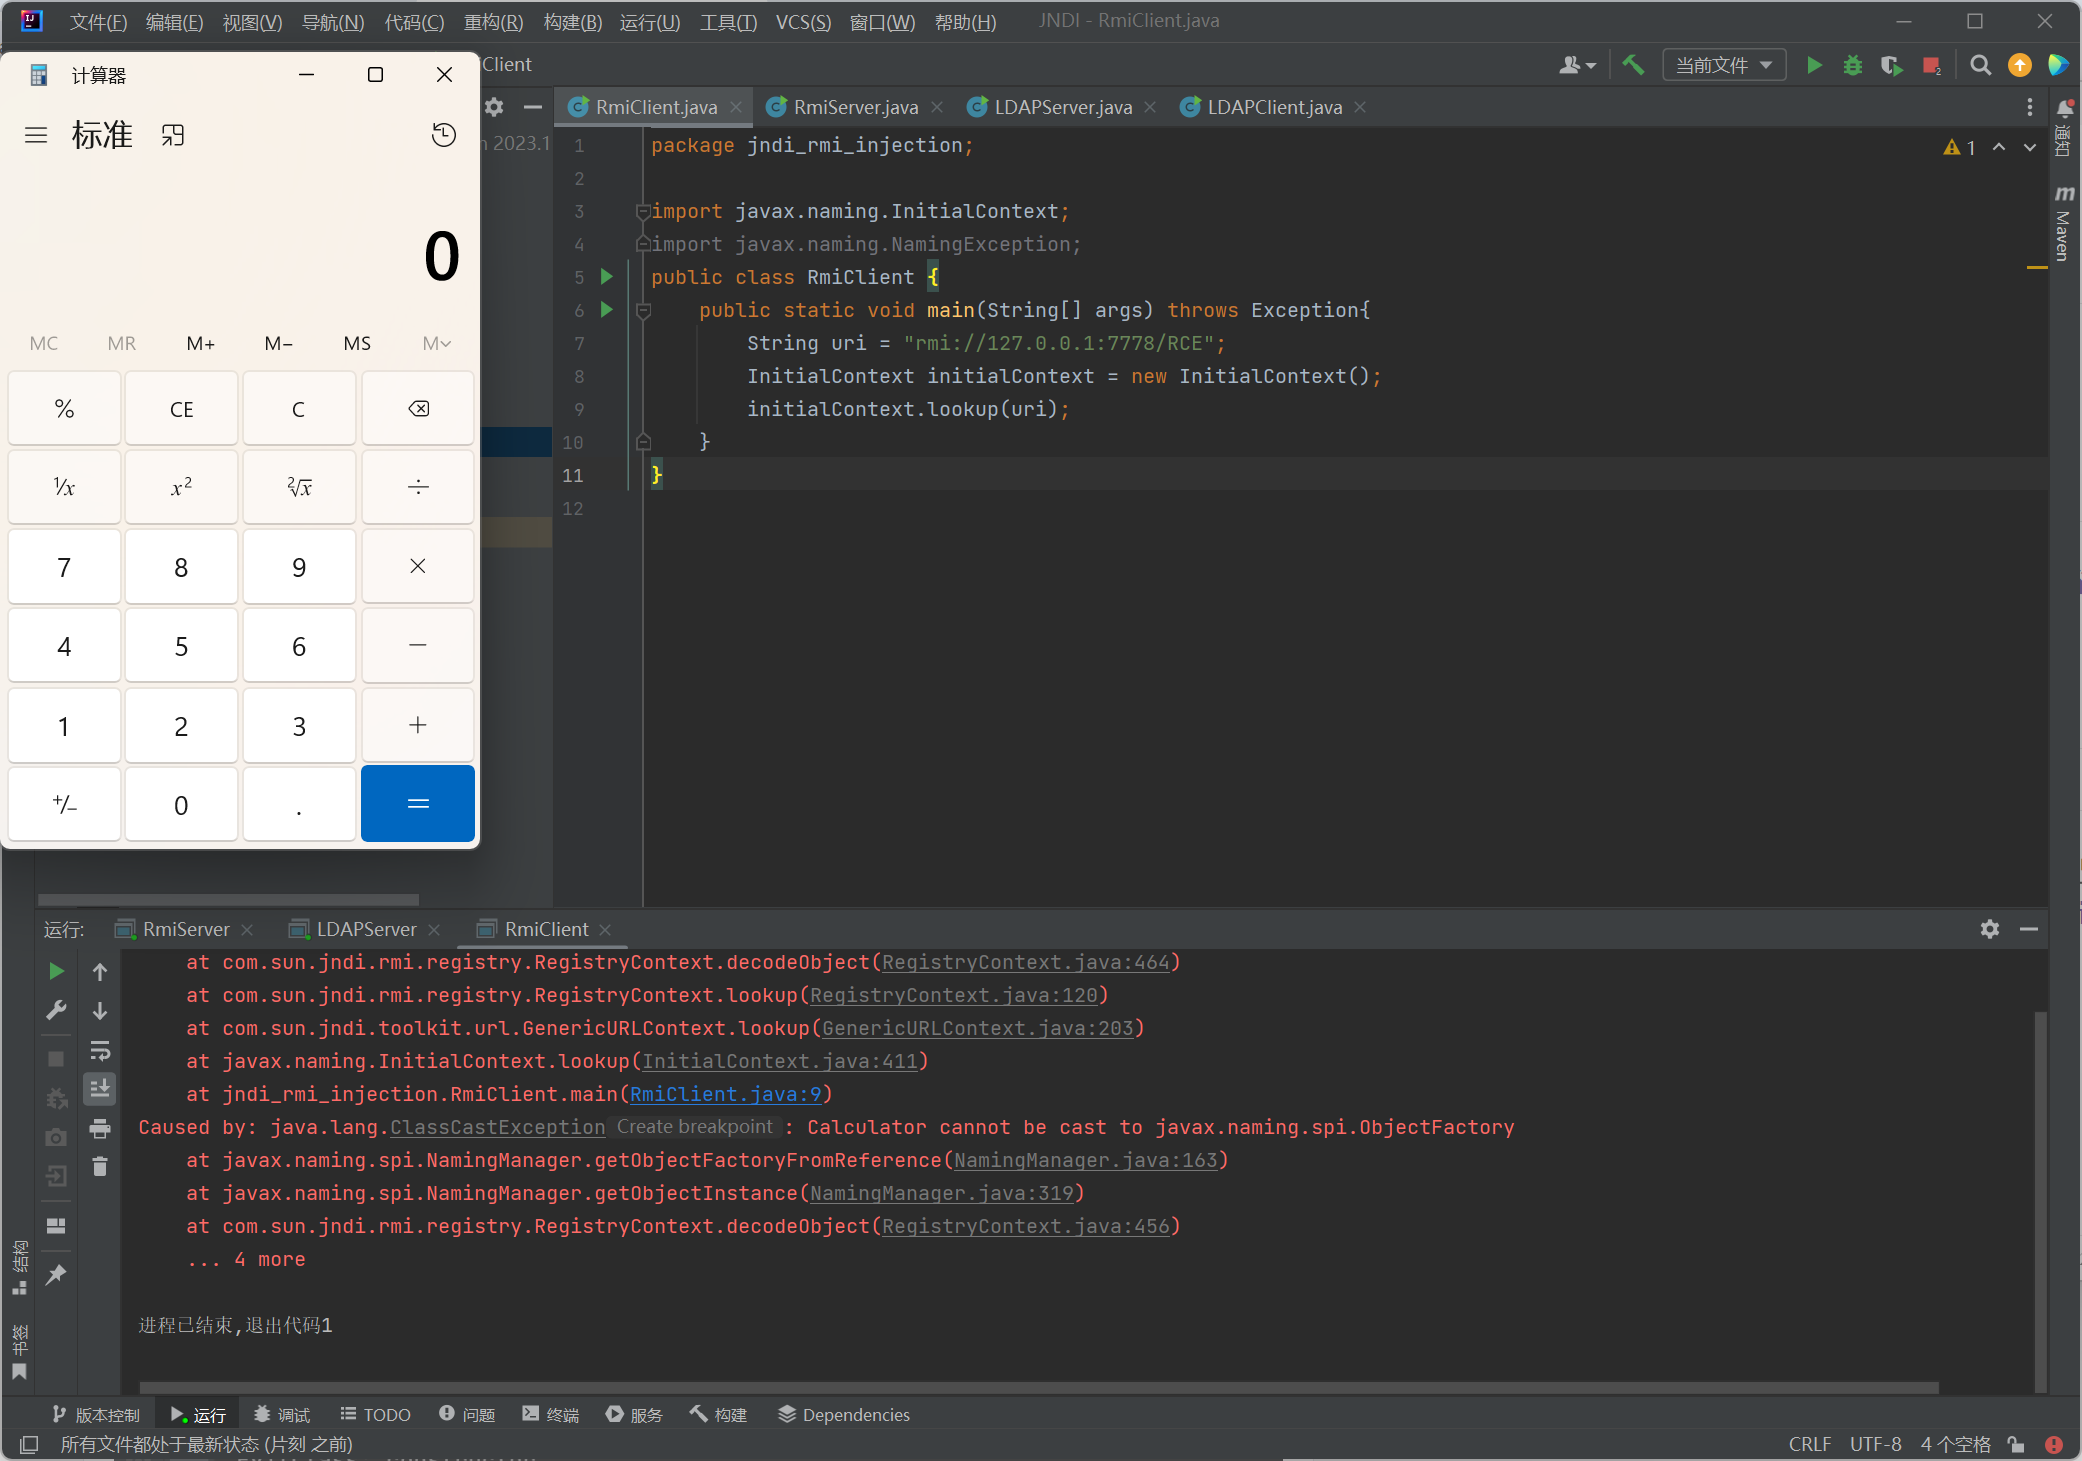 文件(F) 编辑(E) 视图(V) 导航(N) 代码(C) 重构(R) 构建(B) 运行(U) 工具(T) VCS(S) 窗口(W) 帮助(H) JNDI - RmiClient.java
Client
当前文件
计算器
标准
0
MC MR M+ M− MS M
% CE C
¹/x x² ²√x ÷
7 8 9 ×
4 5 6 −
1 2 3 +
+/− 0 . =
2023.1
RmiClient.java RmiServer.java LDAPServer.java LDAPClient.java
1 package jndi_rmi_injection;
2
3 import javax.naming.InitialContext;
4 import javax.naming.NamingException;
5 public class RmiClient {
6 public static void main(String[] args) throws Exception{
7 String uri = "rmi://127.0.0.1:7778/RCE";
8 InitialContext initialContext = new InitialContext();
9 initialContext.lookup(uri);
10 }
11 }
12
1
通知
Maven
运行: RmiServer LDAPServer RmiClient
at com.sun.jndi.rmi.registry.RegistryContext.decodeObject(RegistryContext.java:464)
at com.sun.jndi.rmi.registry.RegistryContext.lookup(RegistryContext.java:120)
at com.sun.jndi.toolkit.url.GenericURLContext.lookup(GenericURLContext.java:203)
at javax.naming.InitialContext.lookup(InitialContext.java:411)
at jndi_rmi_injection.RmiClient.main(RmiClient.java:9)
Caused by: java.lang.ClassCastException Create breakpoint : Calculator cannot be cast to javax.naming.spi.ObjectFactory
at javax.naming.spi.NamingManager.getObjectFactoryFromReference(NamingManager.java:163)
at javax.naming.spi.NamingManager.getObjectInstance(NamingManager.java:319)
at com.sun.jndi.rmi.registry.RegistryContext.decodeObject(RegistryContext.java:456)
... 4 more
进程已结束,退出代码1
结构
书签
版本控制 运行 调试 TODO 问题 终端 服务 构建 Dependencies
所有文件都处于最新状态 (片刻 之前) CRLF UTF-8 4 个空格